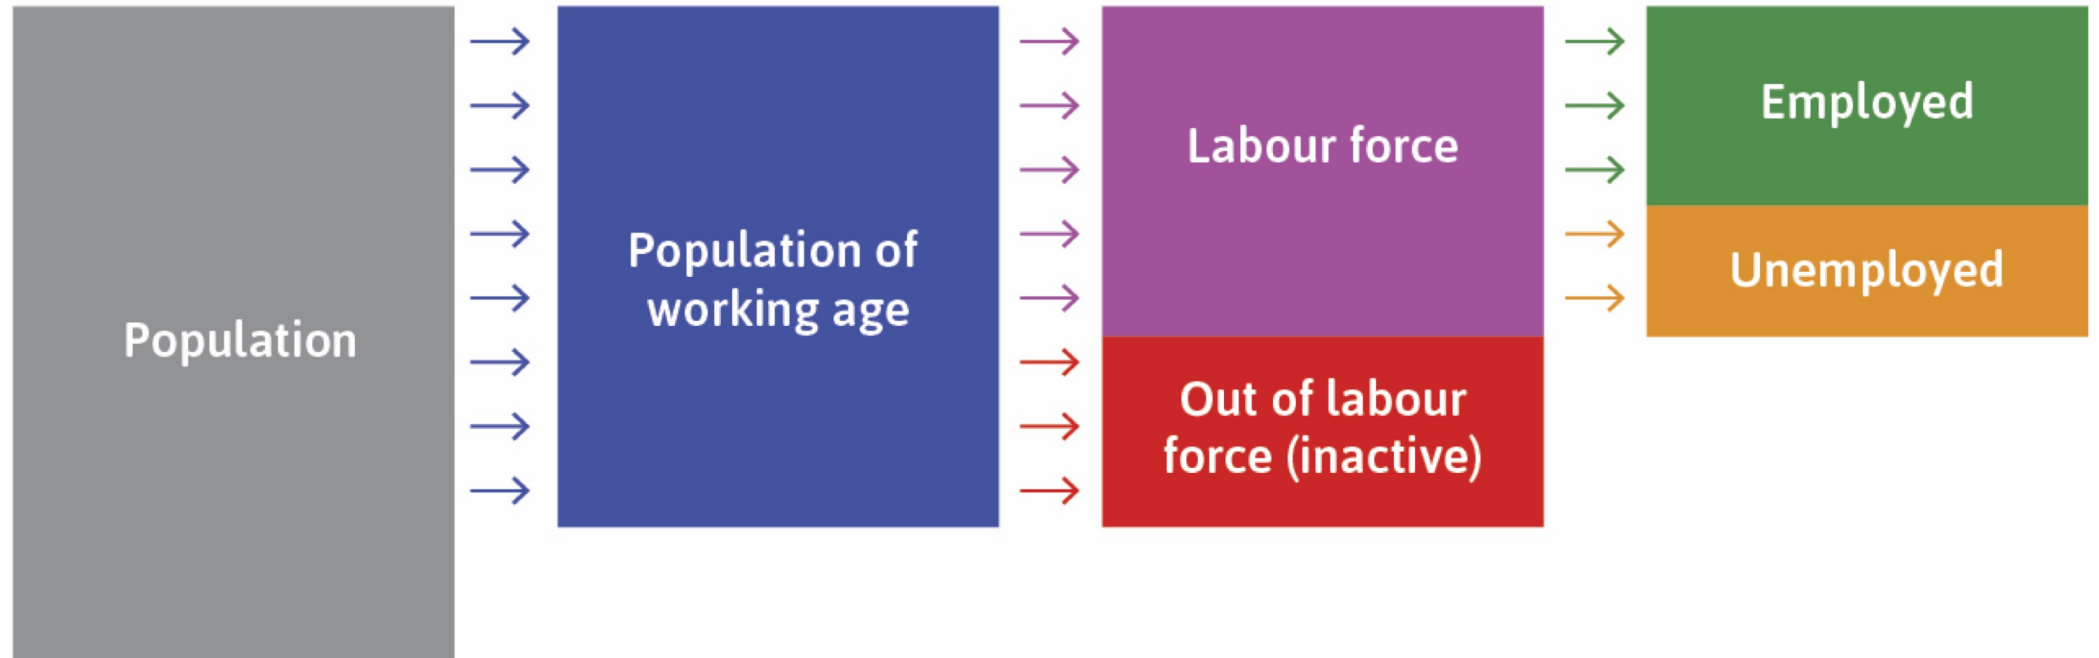 Population
Population of
working age
Labour force
Out of labour
force (inactive)
Employed
Unemployed